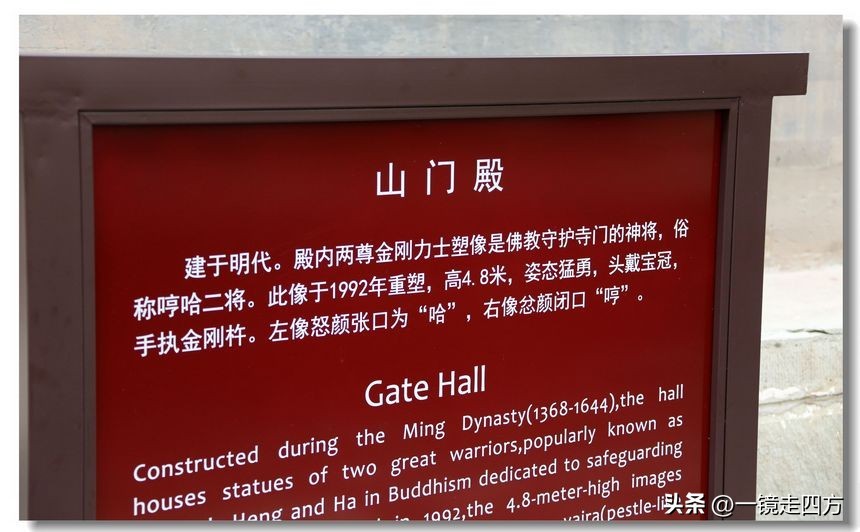 山门殿
建于明代。殿内两尊金刚力士塑像是佛教守护寺门的神将，俗
称哼哈二将。此像于1992年重塑，高4.8米，姿态猛勇，头戴宝冠，
手执金刚杵。左像怒颜张口为“哈”，右像忿颜闭口“哼”。
Gate Hall
Constructed during the Ming Dynasty(1368-1644),the hall
houses statues of two great warriors,popularly known as
Heng and Ha in Buddhism dedicated to safeguarding
in 1992,the 4.8-meter-high images
(pestle-li
头条 @一镜走四方